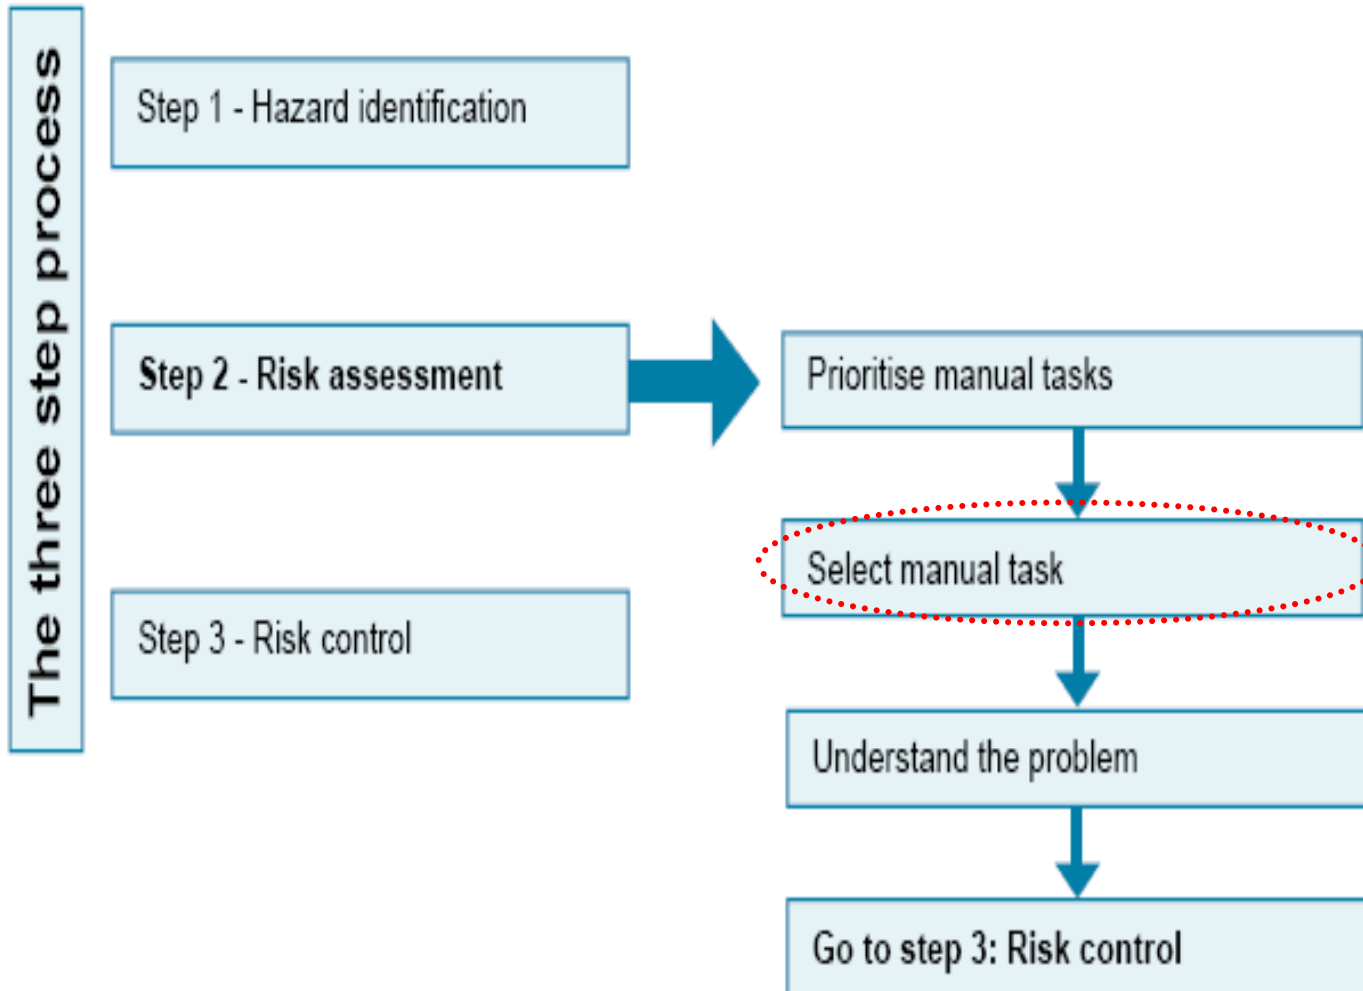 The three step process
Step 1 - Hazard identification
Step 2 - Risk assessment
Step 3 - Risk control
Prioritise manual tasks
Select manual task
Understand the problem
Go to step 3: Risk control